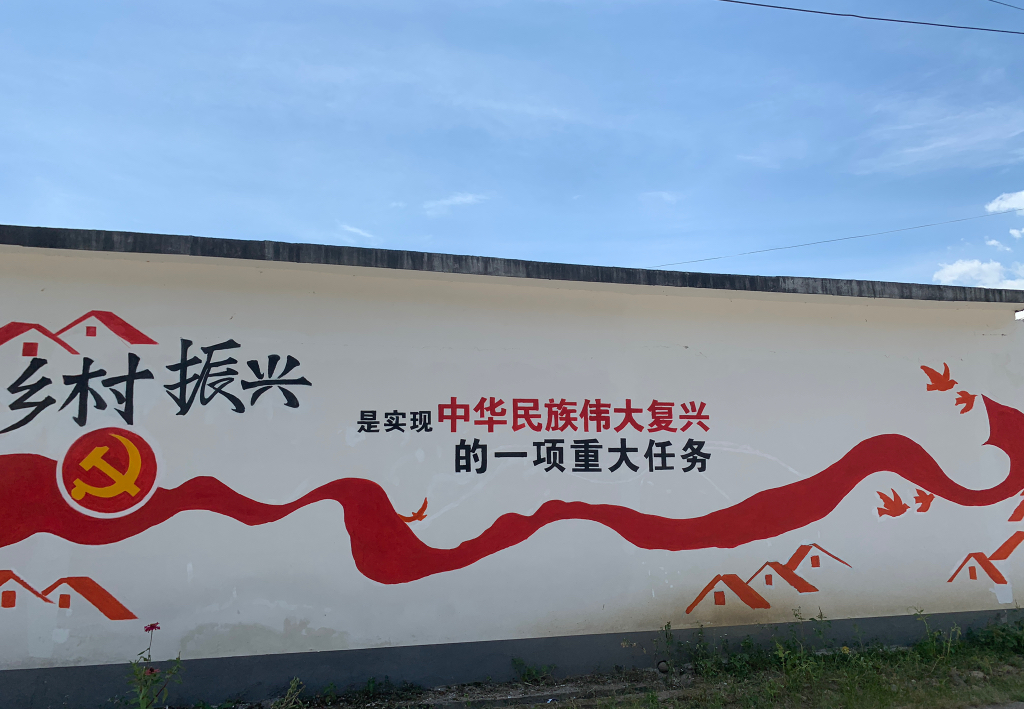 乡村振兴
是实现中华民族伟大复兴
的一项重大任务